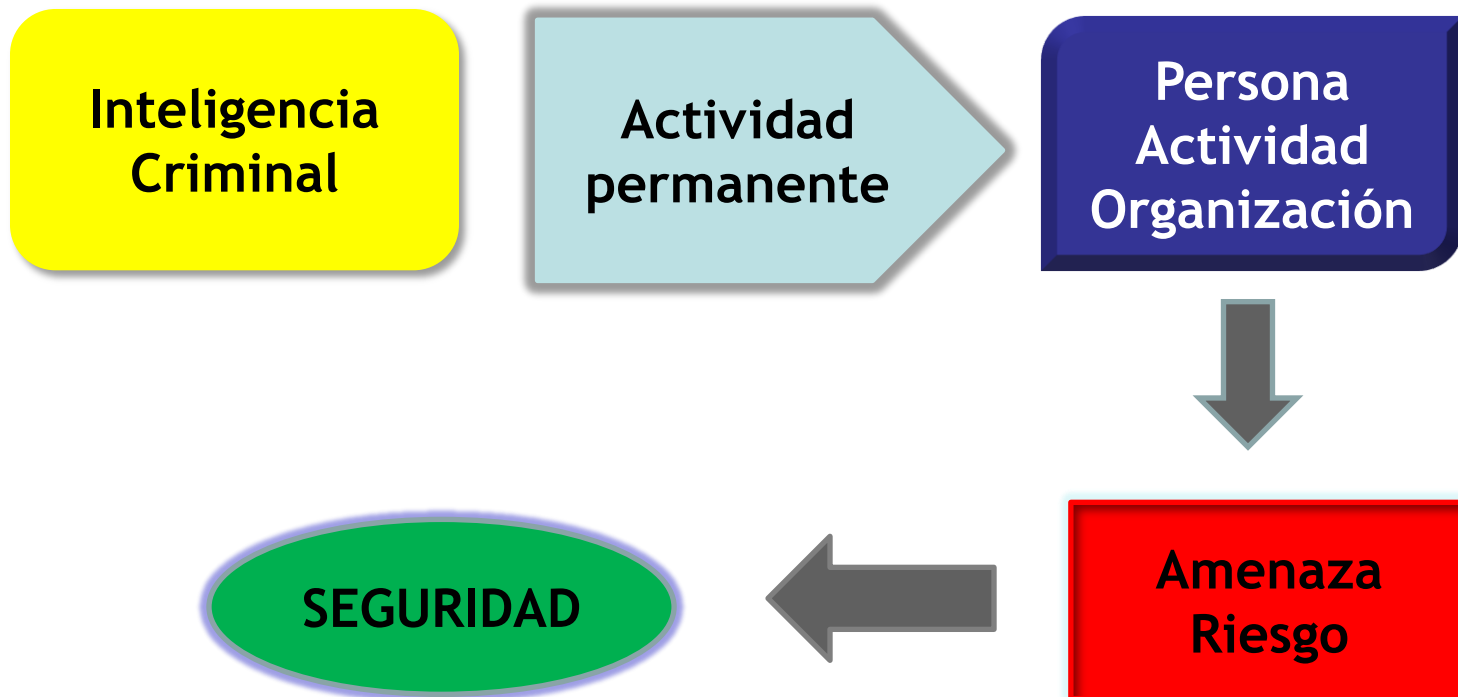 Inteligencia
Criminal
Actividad
permanente
Persona
Actividad
Organización
Amenaza
Riesgo
SEGURIDAD